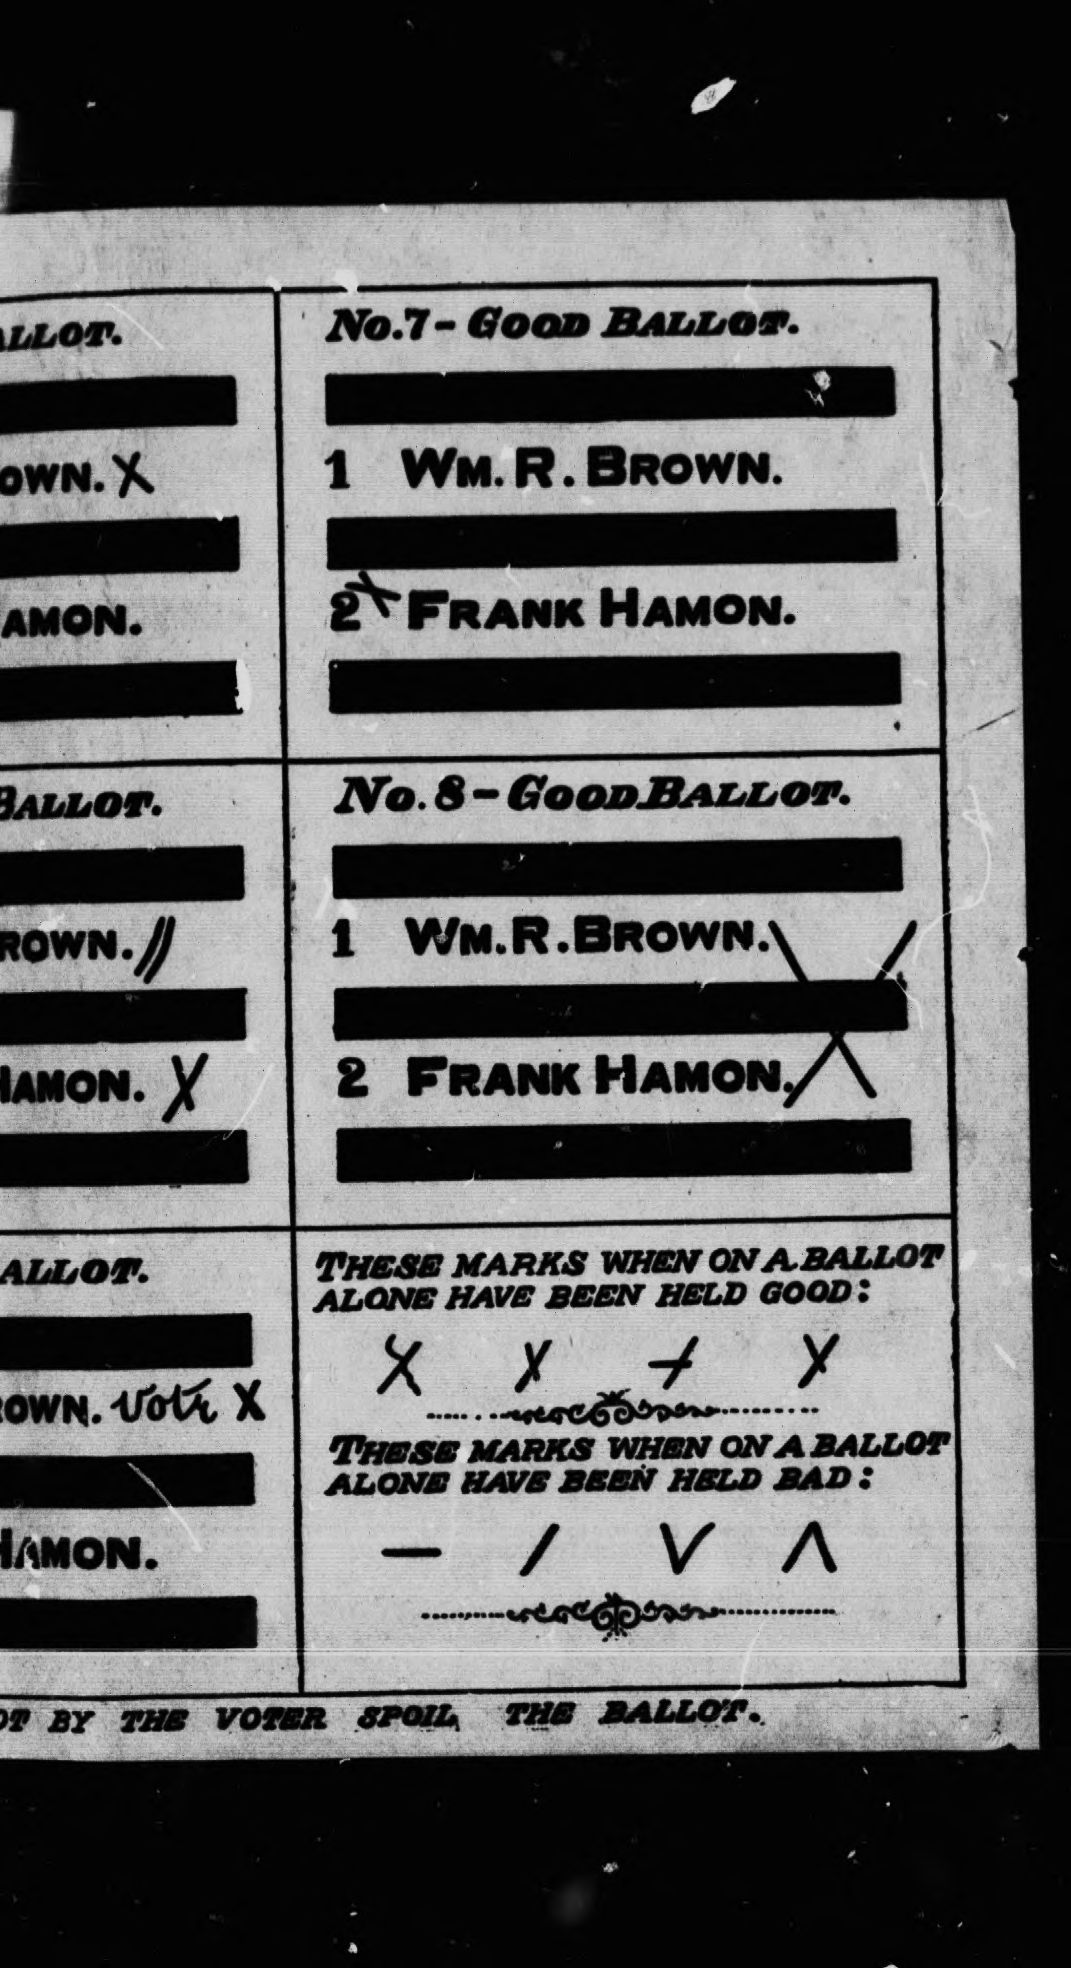 ALLOT.
OWN. X
AMON.
BALLOT.
ROWN. //
HAMON. X
ALLOT.
OWN. Vote X
HAMON.
No. 7 - GOOD BALLOT.
1 WM. R. BROWN.
2 X FRANK HAMON.
No. 8 - GOOD BALLOT.
1 WM. R. BROWN.
X
2 FRANK HAMON.
THESE MARKS WHEN ON A BALLOT
ALONE HAVE BEEN HELD GOOD:
THESE MARKS WHEN ON A BALLOT
ALONE HAVE BEEN HELD BAD:
— / V Λ
OT BY THE VOTER SPOIL THE BALLOT.